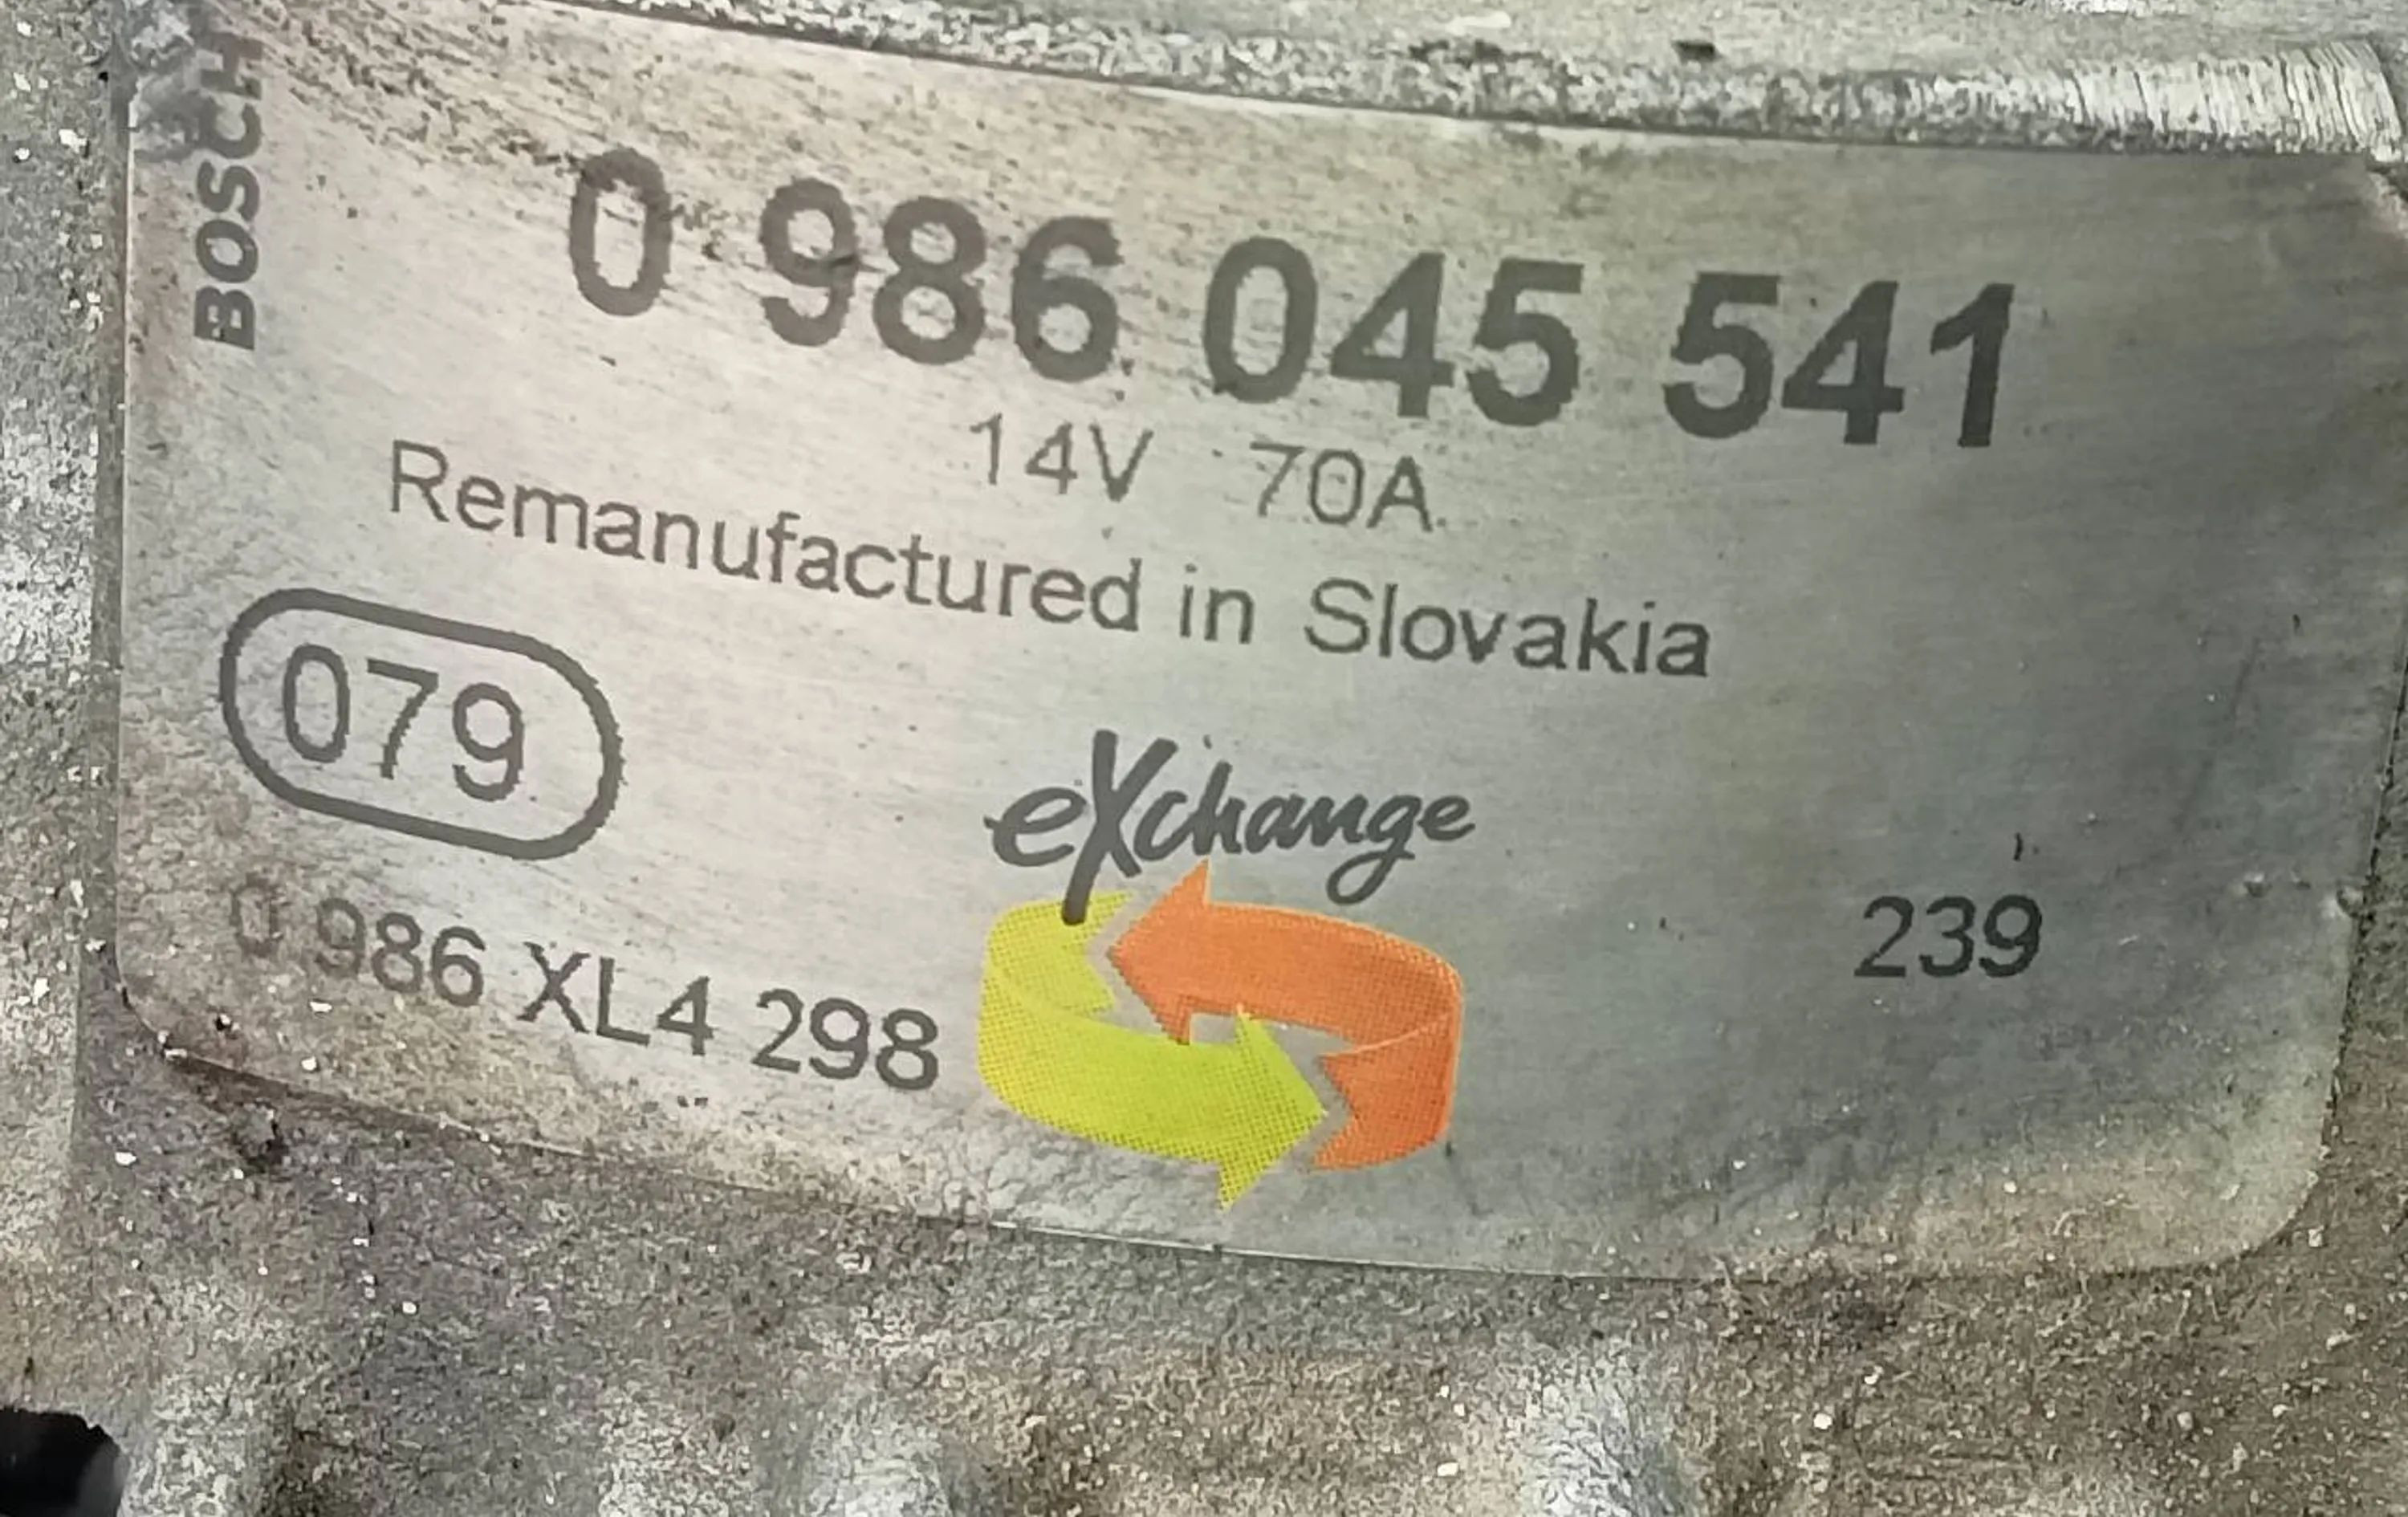 BOSCH
0 986 045 541
14V 70A
Remanufactured in Slovakia
079
eXchange
239
0 986 XL4 298